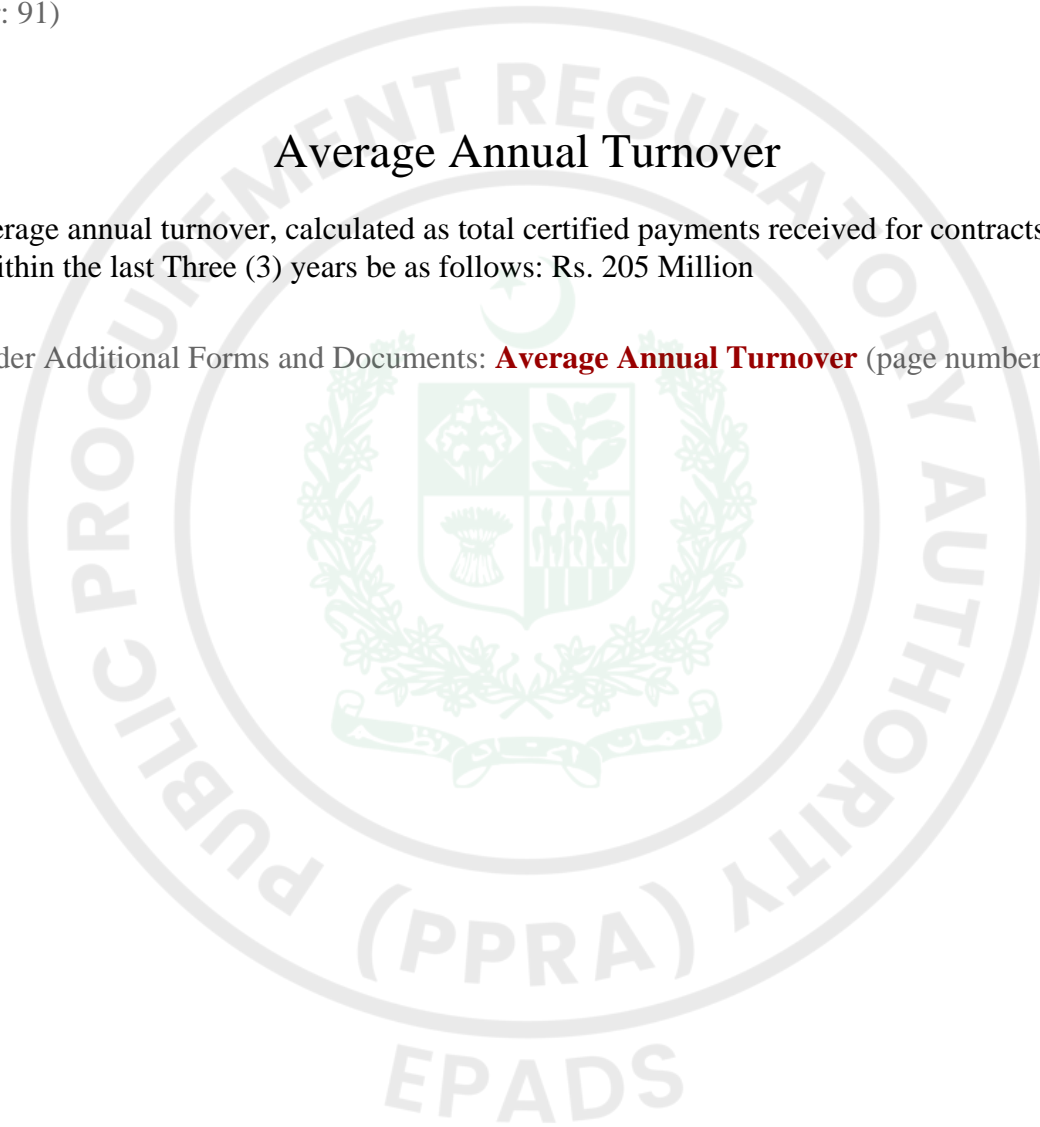 : 91)
Average Annual Turnover
erage annual turnover, calculated as total certified payments received for contracts
ithin the last Three (3) years be as follows: Rs. 205 Million
der Additional Forms and Documents: Average Annual Turnover (page number
PUBLIC PROCUREMENT REGULATORY AUTHORITY
(PPRA)
EPADS